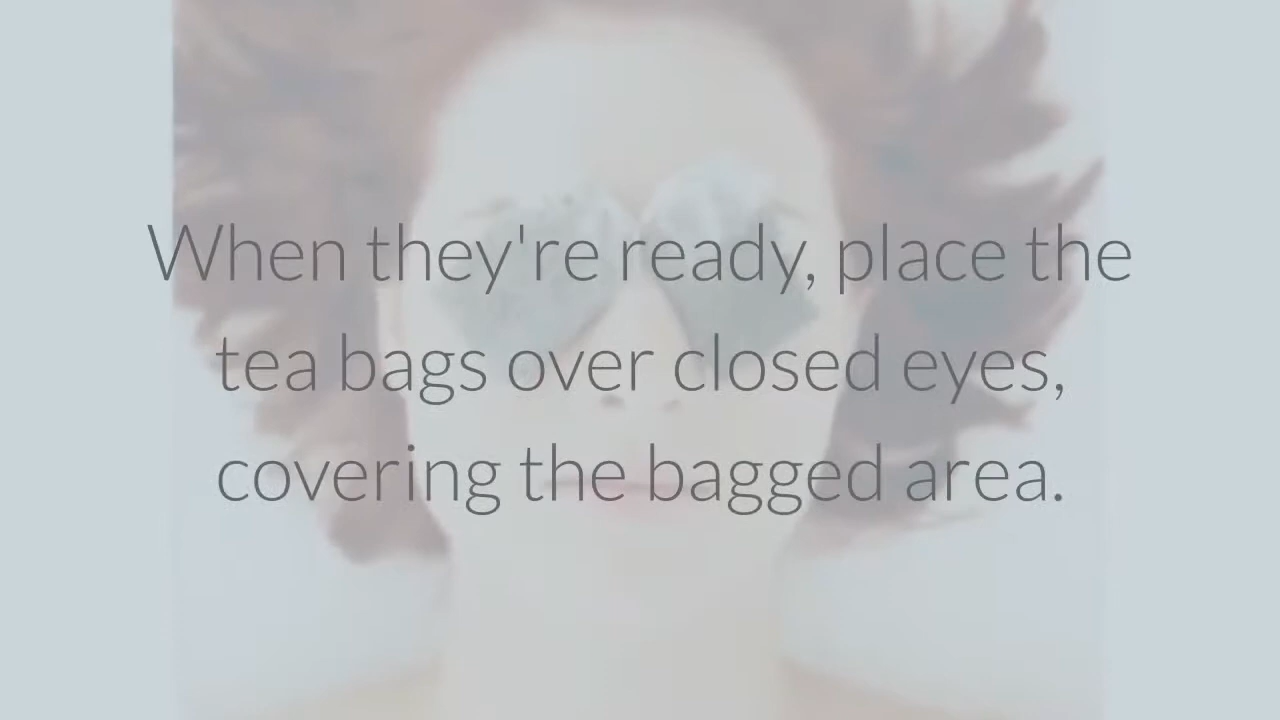 When they're ready, place the
tea bags over closed eyes,
covering the bagged area.